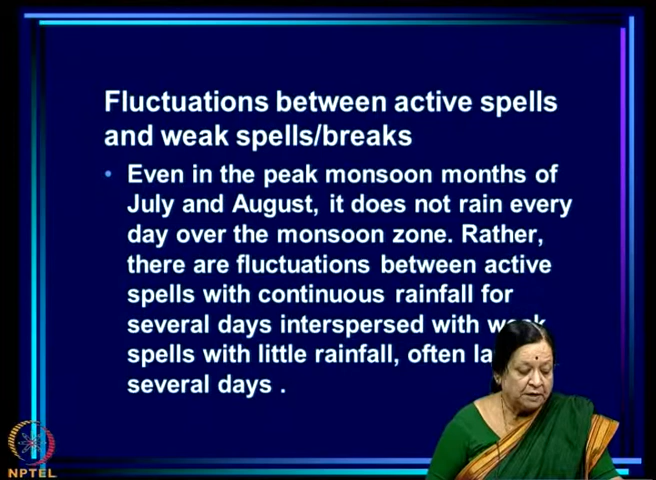 Fluctuations between active spells
and weak spells/breaks
• Even in the peak monsoon months of
July and August, it does not rain every
day over the monsoon zone. Rather,
there are fluctuations between active
spells with continuous rainfall for
several days interspersed with weak
spells with little rainfall, often la
several days .
NPTEL